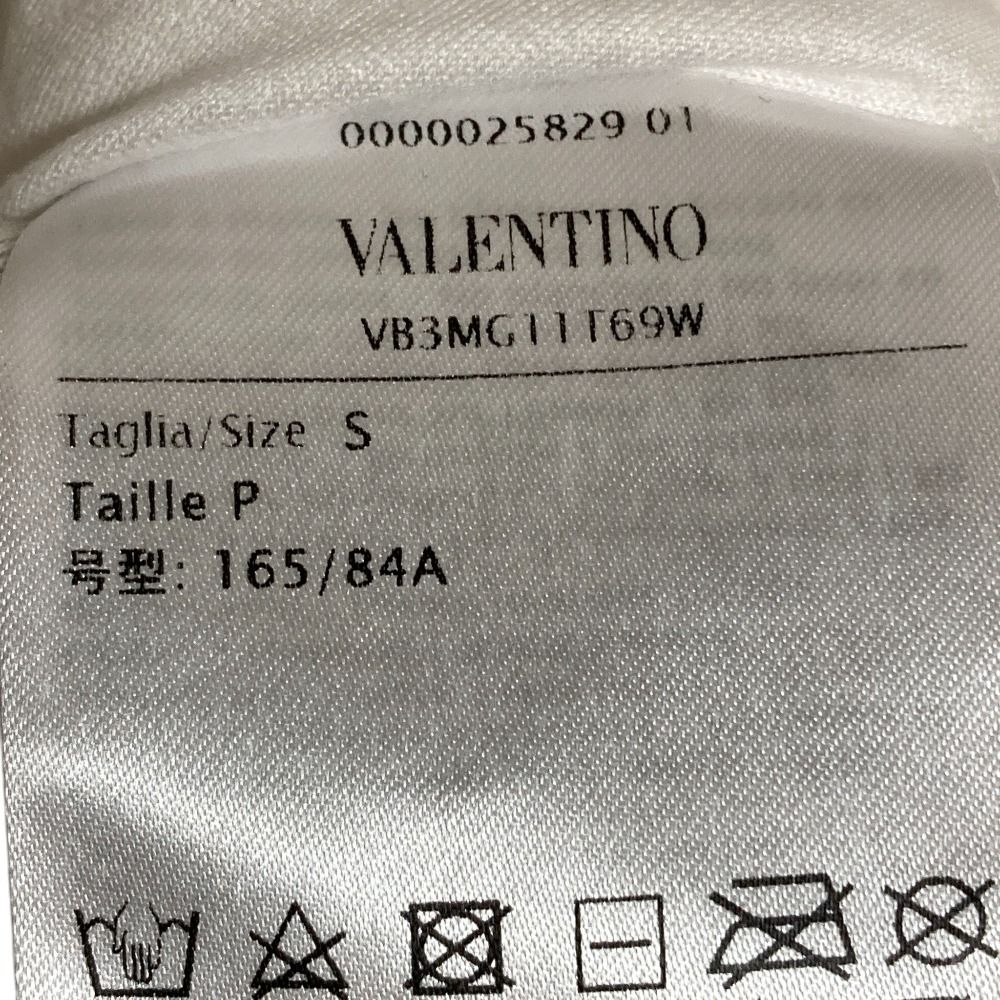 0000025829 01
VALENTINO
VB3MG11T69W
Taglia/Size S
Taille P
号型: 165/84A